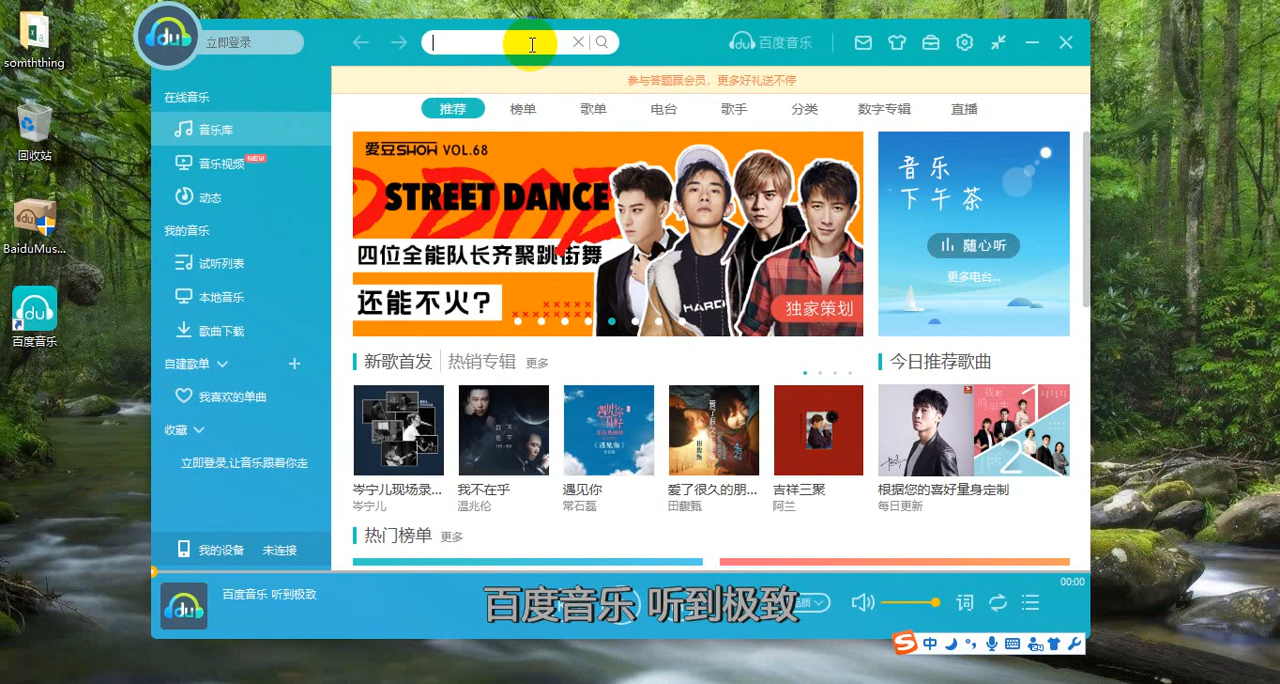 somthting
回收站
BaiduMus...
百度音乐
du
立即登录
百度音乐
在线音乐
音乐库
音乐视频 NEW
动态
我的音乐
试听列表
本地音乐
歌曲下载
自建歌单
我喜欢的单曲
收藏
立即登录,让音乐跟着你走
我的设备 未连接
参与答题赢会员，更多好礼送不停
推荐 榜单 歌单 电台 歌手 分类 数字专辑 直播
爱豆SHOW VOL.68
STREET DANCE
四位全能队长齐聚跳街舞
还能不火？
HARD
独家策划
音乐
下午茶
随心听
更多电台...
新歌首发 热销专辑 更多
今日推荐歌曲
遇见你
岑宁儿现场录... 我不在乎 遇见你 爱了很久的朋... 吉祥三聚
岑宁儿 温兆伦 常石磊 田馥甄 阿兰
根据您的喜好量身定制
每日更新
热门榜单 更多
00:00
百度音乐 听到极致
百度音乐 听到极致
词
中